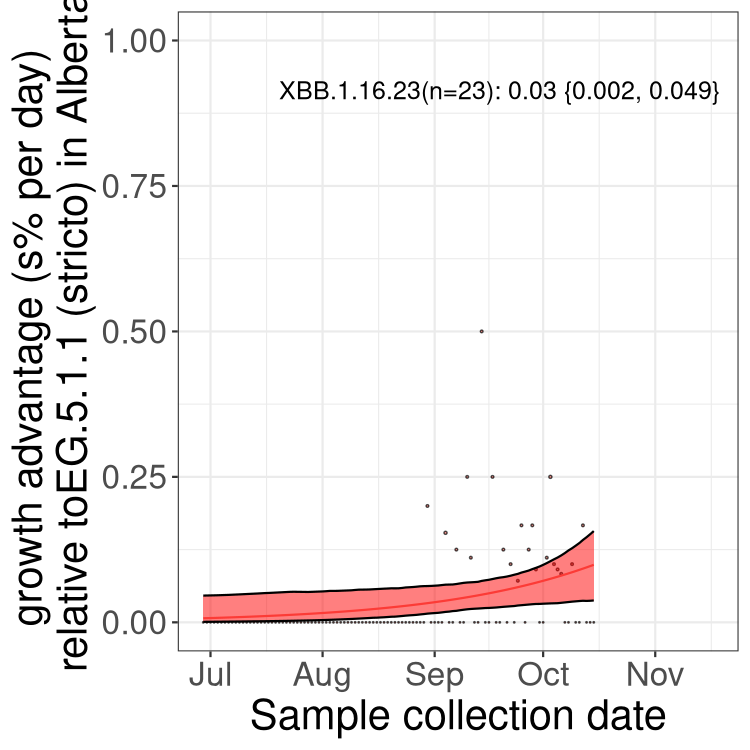 growth advantage (s% per day)
relative toEG.5.1.1 (stricto) in Alberta
1.00
0.75
0.50
0.25
0.00
XBB.1.16.23(n=23): 0.03 {0.002, 0.049}
Jul Aug Sep Oct Nov
Sample collection date